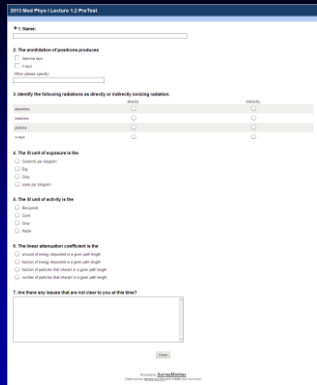 2013 Med Phys I Lecture 1.2 PreTest
* 1. Name:
2. The annihilation of positrons produces
Gamma rays
X-rays
Other (please specify)
3. Identify the following radiations as directly or indirectly ionizing radiation:
directly indirectly
electrons
neutrons
protons
x-rays
4. The SI unit of exposure is the
Coulomb per kilogram
Erg
Gray
Joule per kilogram
5. The SI unit of activity is the
Becquerel
Curie
Gray
6. The linear attenuation coefficient is the
amount of energy deposited in a given path length
fraction of energy deposited in a given path length
fraction of particles that interact in a given path length
number of particles that interact in a given path length
7. Are there any issues that are not clear to you at this time?
Done
Powered by SurveyMonkey